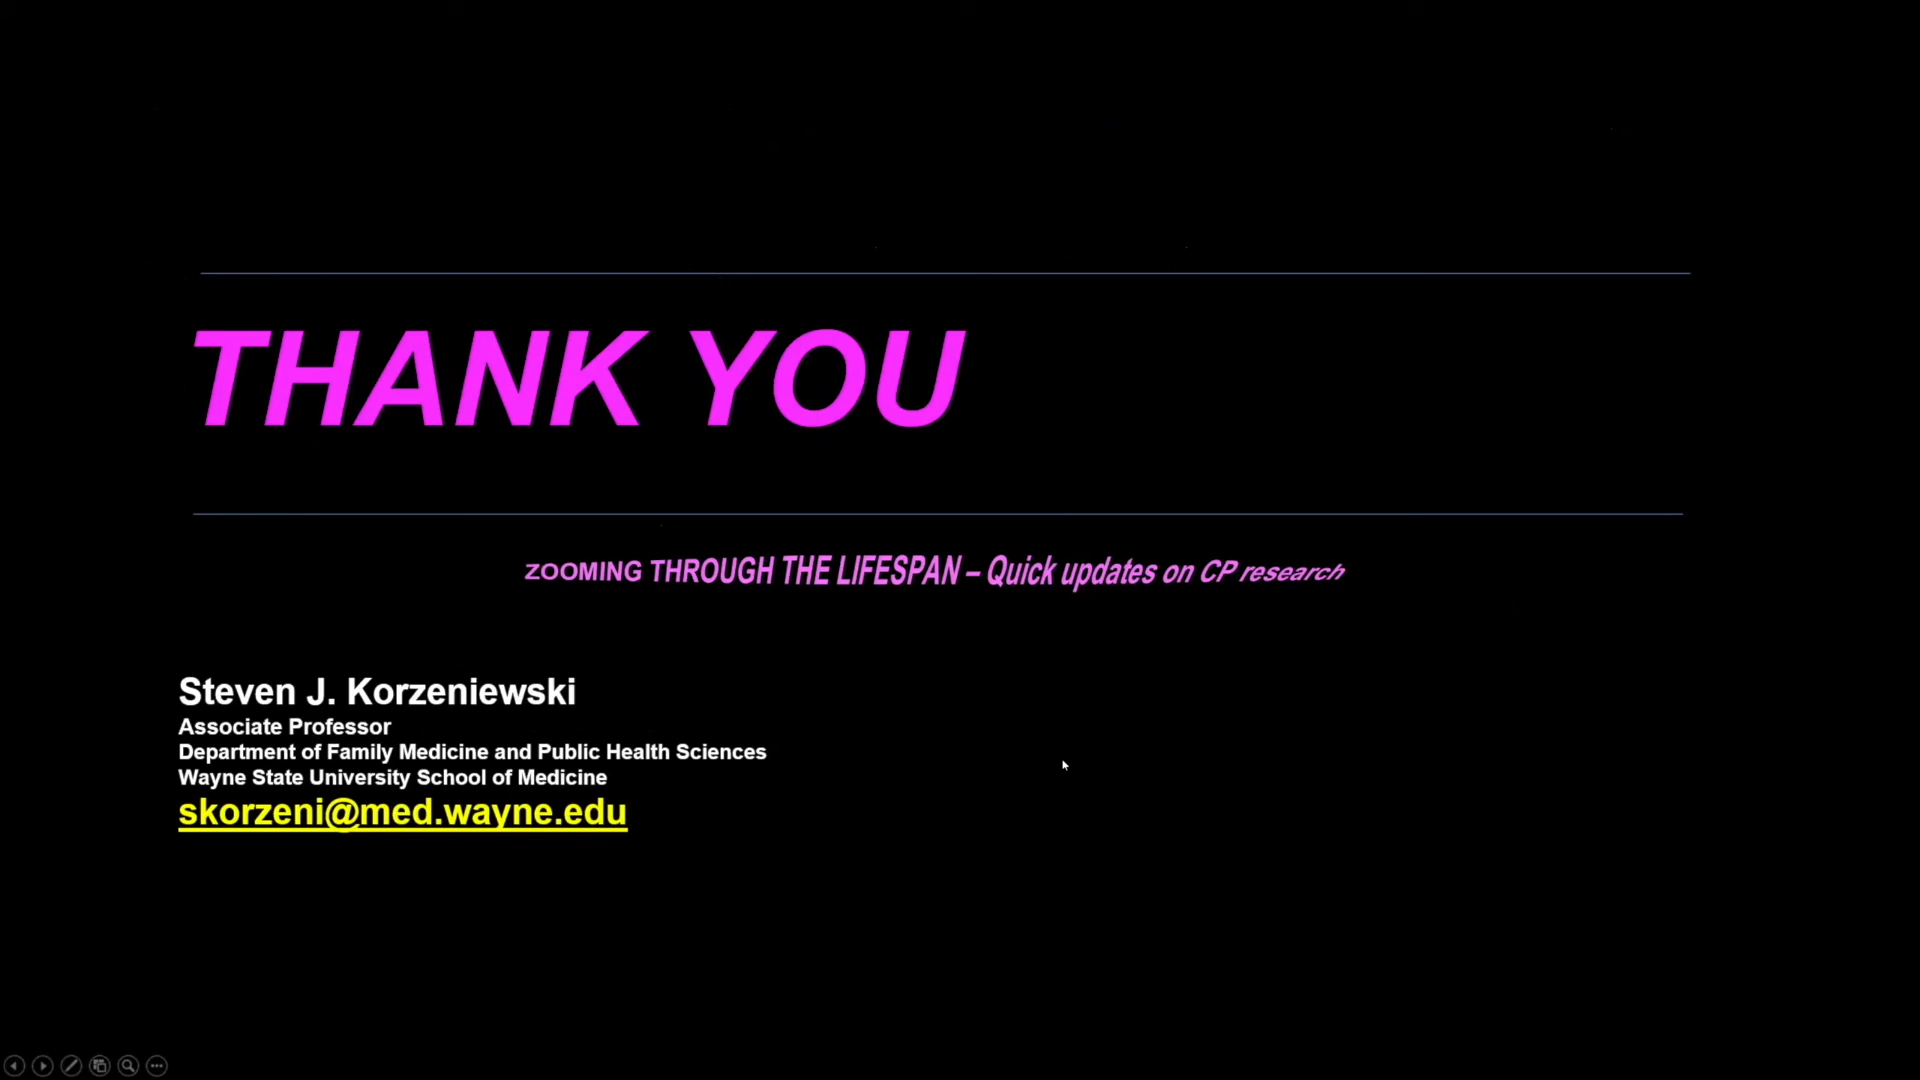 THANK YOU
ZOOMING THROUGH THE LIFESPAN – Quick updates on CP research
Steven J. Korzeniewski
Associate Professor
Department of Family Medicine and Public Health Sciences
Wayne State University School of Medicine
skorzeni@med.wayne.edu